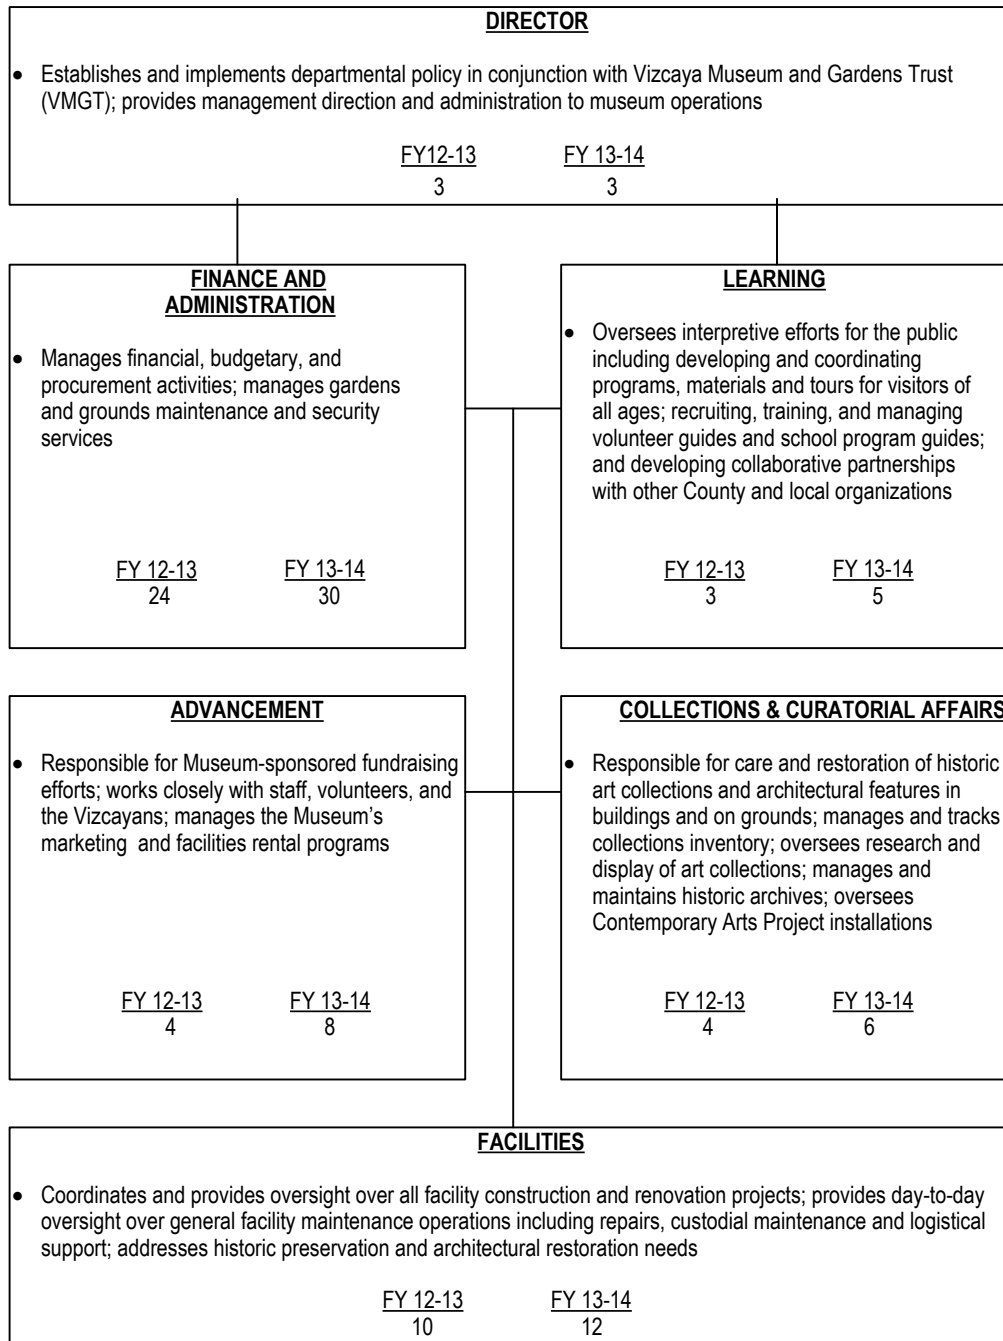 DIRECTOR
• Establishes and implements departmental policy in conjunction with Vizcaya Museum and Gardens Trust
(VMGT); provides management direction and administration to museum operations
FY12-13 FY 13-14
3 3
FINANCE AND
ADMINISTRATION
• Manages financial, budgetary, and
procurement activities; manages gardens
and grounds maintenance and security
services
FY 12-13 FY 13-14
24 30
LEARNING
• Oversees interpretive efforts for the public
including developing and coordinating
programs, materials and tours for visitors of
all ages; recruiting, training, and managing
volunteer guides and school program guides;
and developing collaborative partnerships
with other County and local organizations
FY 12-13 FY 13-14
3 5
ADVANCEMENT
• Responsible for Museum-sponsored fundraising
efforts; works closely with staff, volunteers, and
the Vizcayans; manages the Museum’s
marketing and facilities rental programs
FY 12-13 FY 13-14
4 8
COLLECTIONS & CURATORIAL AFFAIRS
• Responsible for care and restoration of historic
art collections and architectural features in
buildings and on grounds; manages and tracks
collections inventory; oversees research and
display of art collections; manages and
maintains historic archives; oversees
Contemporary Arts Project installations
FY 12-13 FY 13-14
4 6
FACILITIES
• Coordinates and provides oversight over all facility construction and renovation projects; provides day-to-day
oversight over general facility maintenance operations including repairs, custodial maintenance and logistical
support; addresses historic preservation and architectural restoration needs
FY 12-13 FY 13-14
10 12